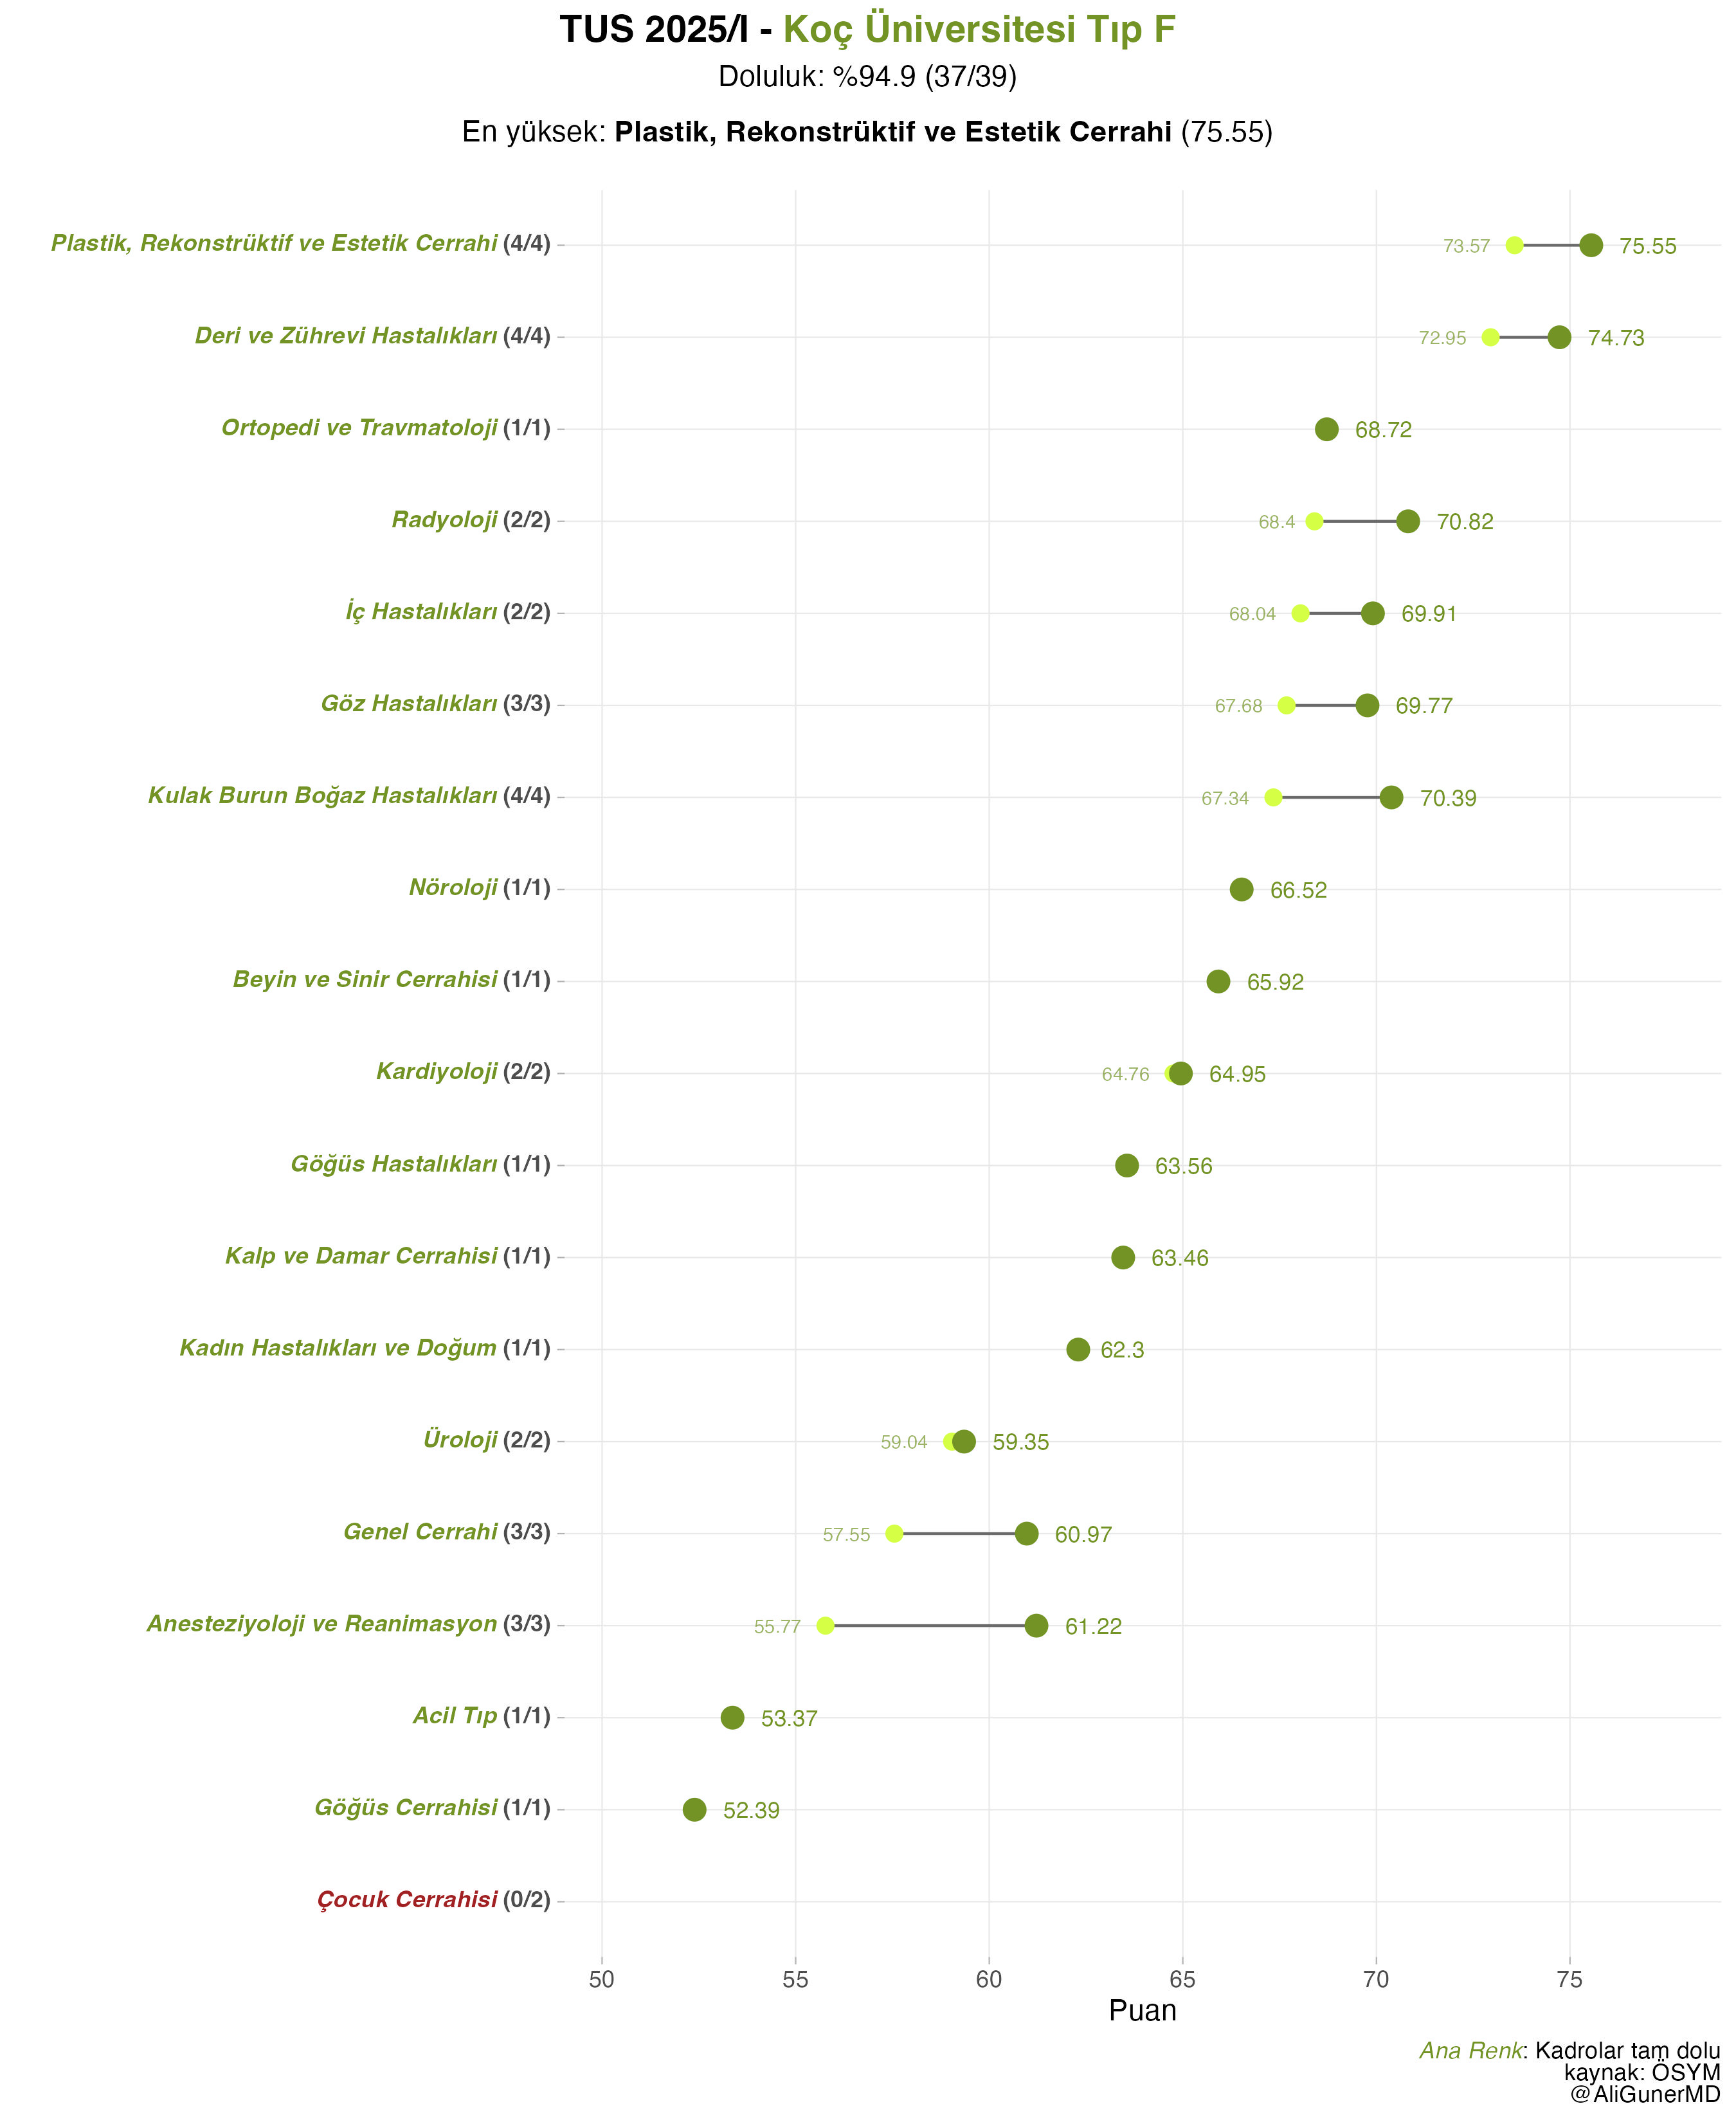 TUS 2025/I - Koç Üniversitesi Tıp F
Doluluk: %94.9 (37/39)
En yüksek: Plastik, Rekonstrüktif ve Estetik Cerrahi (75.55)
Plastik, Rekonstrüktif ve Estetik Cerrahi (4/4) 73.57 75.55
Deri ve Zührevi Hastalıkları (4/4) 72.95 74.73
Ortopedi ve Travmatoloji (1/1) 68.72
Radyoloji (2/2) 68.4 70.82
İç Hastalıkları (2/2) 68.04 69.91
Göz Hastalıkları (3/3) 67.68 69.77
Kulak Burun Boğaz Hastalıkları (4/4) 67.34 70.39
Nöroloji (1/1) 66.52
Beyin ve Sinir Cerrahisi (1/1) 65.92
Kardiyoloji (2/2) 64.76 64.95
Göğüs Hastalıkları (1/1) 63.56
Kalp ve Damar Cerrahisi (1/1) 63.46
Kadın Hastalıkları ve Doğum (1/1) 62.3
Üroloji (2/2) 59.04 59.35
Genel Cerrahi (3/3) 57.55 60.97
Anesteziyoloji ve Reanimasyon (3/3) 55.77 61.22
Acil Tıp (1/1) 53.37
Göğüs Cerrahisi (1/1) 52.39
Çocuk Cerrahisi (0/2)
50 55 60 65 70 75
Puan
Ana Renk: Kadrolar tam dolu
kaynak: ÖSYM
@AliGunerMD